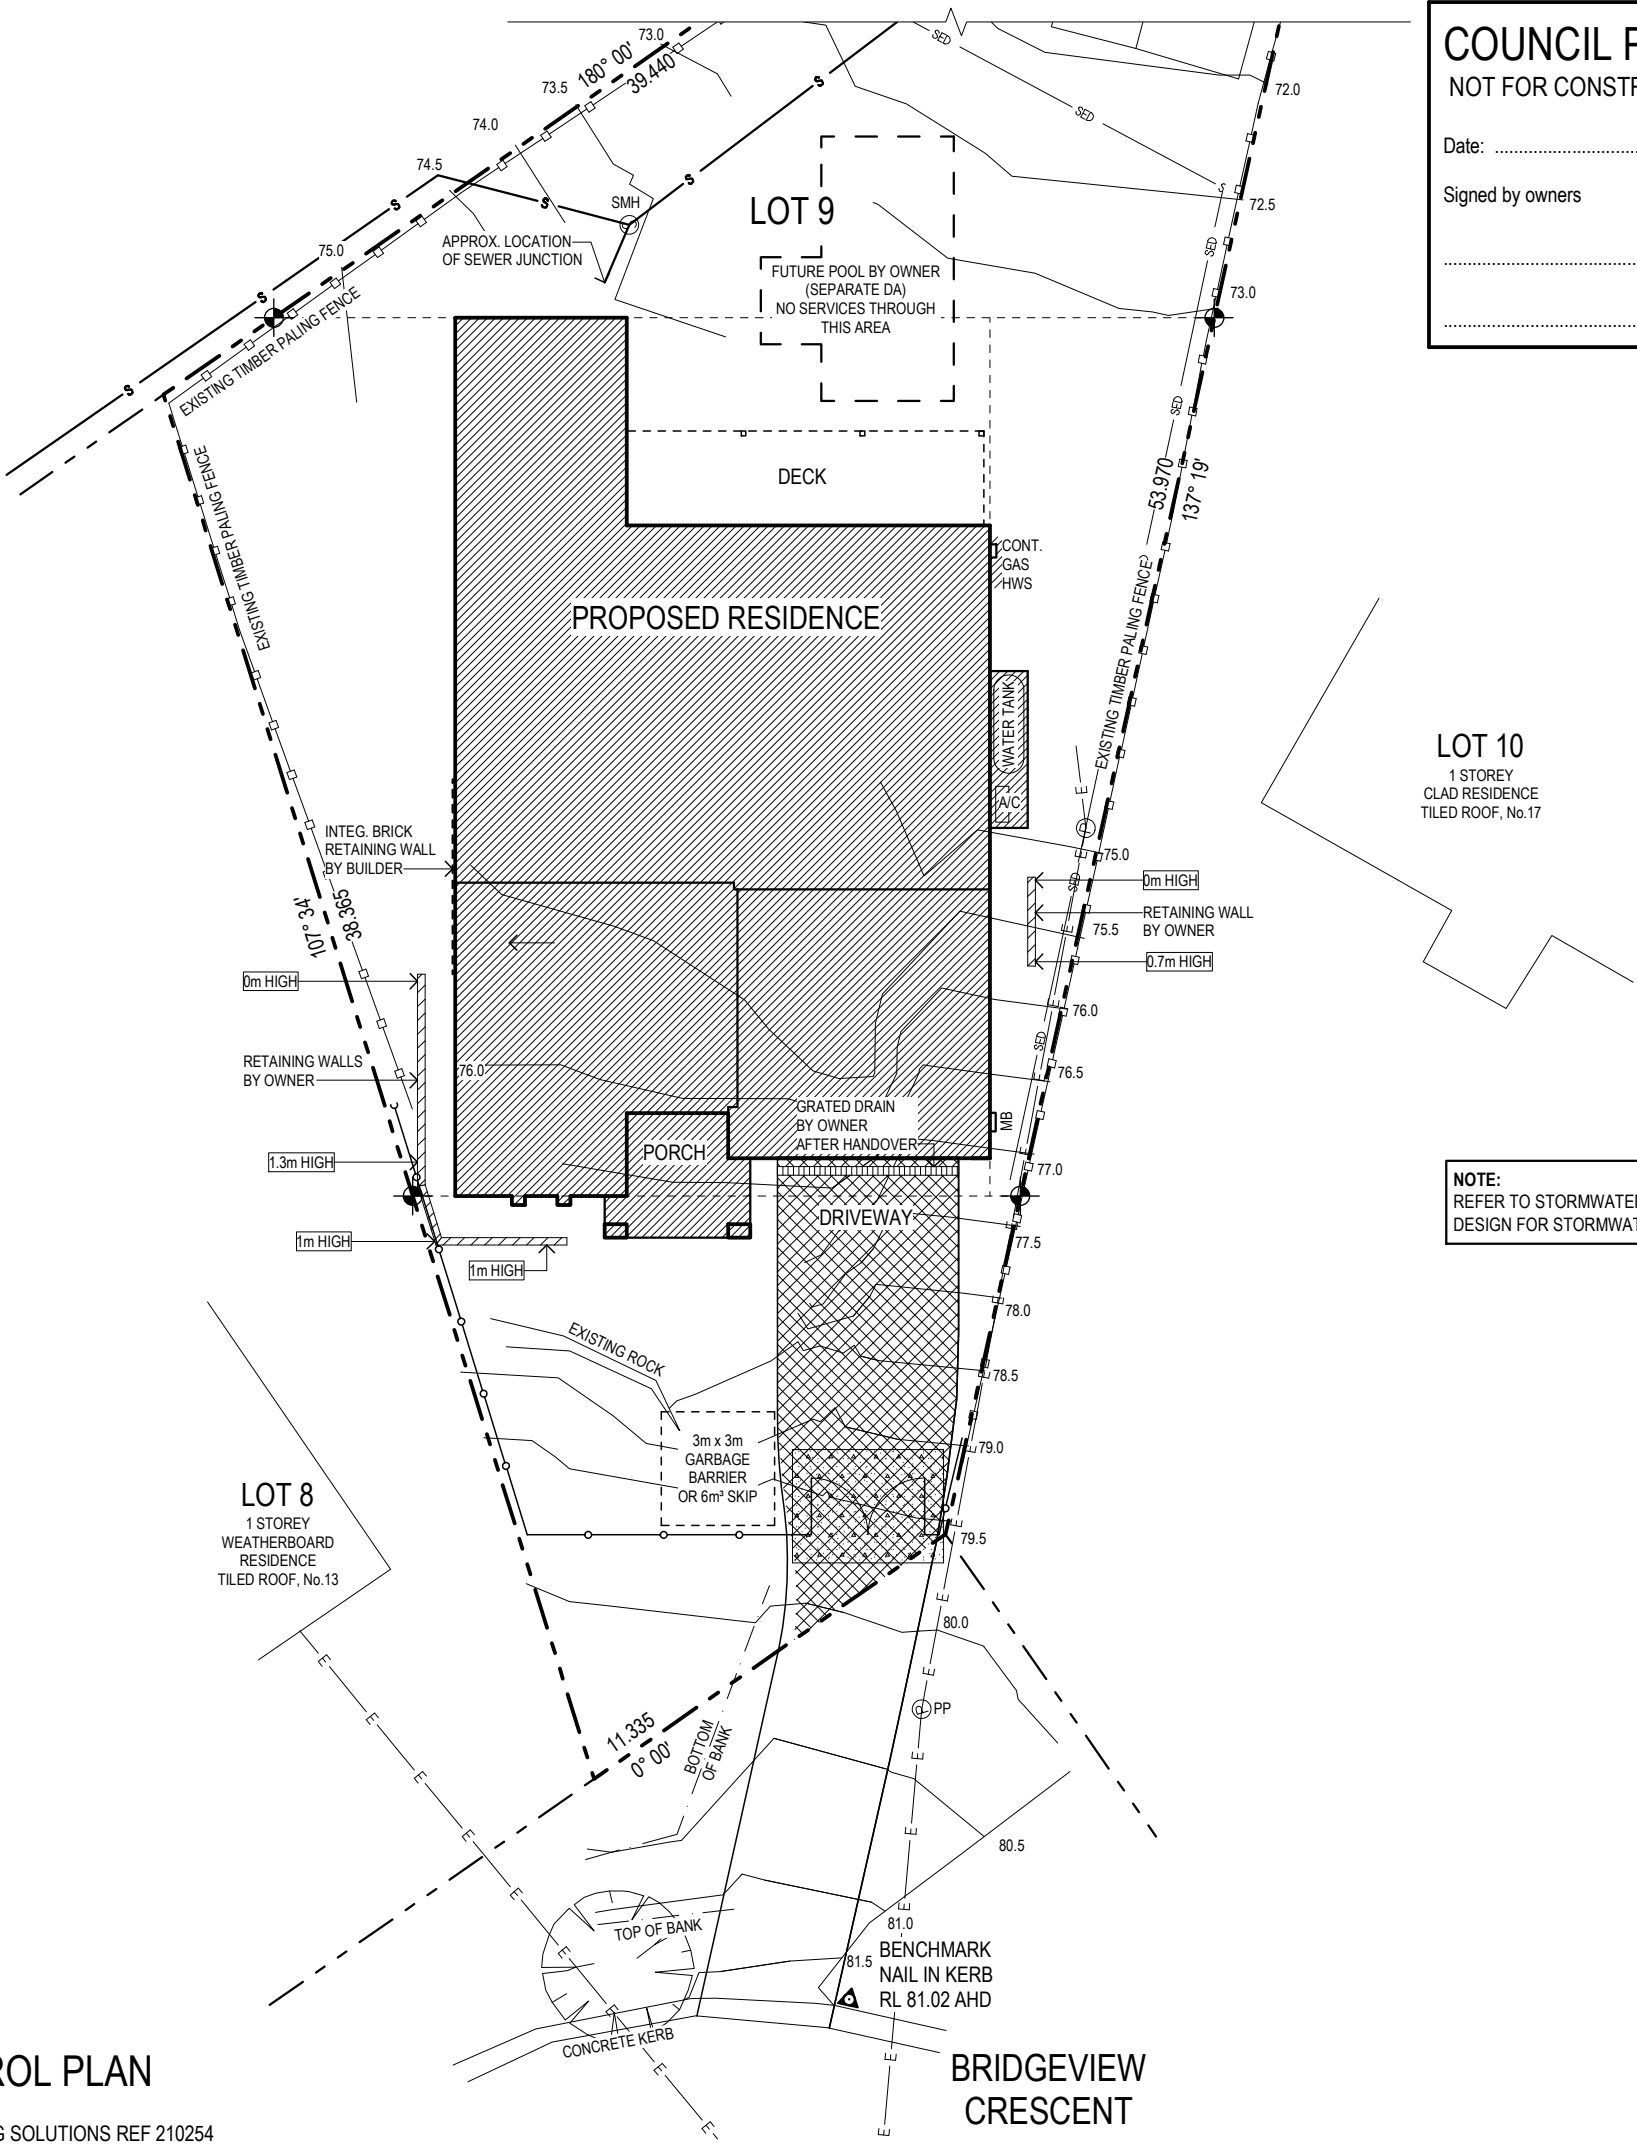 COUNCIL
NOT FOR
Date: ................................
Signed by owners
73.0
180° 00'
39.440
73.5
74.0
74.5
75.0
SED
72.0
SED
S
S
S
S
S
S
SMH
APPROX. LOCATION
OF SEWER JUNCTION
LOT 9
FUTURE POOL BY OWNER
(SEPARATE DA)
NO SERVICES THROUGH
THIS AREA
S
72.5
SED
73.0
SED
SED
EXISTING TIMBER PALING FENCE
EXISTING TIMBER PALING FENCE
DECK
53.970
137° 19'
CONT.
GAS
HWS
PROPOSED RESIDENCE
EXISTING TIMBER PALING FENCE
WATER TANK
A/C
LOT 10
1 STOREY
CLAD RESIDENCE
TILED ROOF, No.17
E
P
E
INTEG. BRICK
RETAINING WALL
BY BUILDER
107° 34'
38.365
75.0
SED
0m HIGH
RETAINING WALL
BY OWNER
75.5
E
0.7m HIGH
0m HIGH
E
76.0
SED
RETAINING WALLS
BY OWNER
76.0
76.5
GRATED DRAIN
BY OWNER
AFTER HANDOVER
MB
PORCH
77.0
1.3m HIGH
NOTE:
REFER TO
DESIGN FOR
DRIVEWAY
1m HIGH
77.5
1m HIGH
78.0
EXISTING ROCK
78.5
3m x 3m
GARBAGE
BARRIER
OR 6m³ SKIP
79.0
LOT 8
1 STOREY
WEATHERBOARD
RESIDENCE
TILED ROOF, No.13
79.5
E
80.0
E
E
PP
E
E
11.335
0° 00'
BOTTOM
OF BANK
E
E
E
80.5
E
E
TOP OF BANK
81.0
E
81.5
BENCHMARK
NAIL IN KERB
RL 81.02 AHD
E
E
CONCRETE KERB
E
E
E
E
BRIDGEVIEW
CRESCENT
PLAN
SOLUTIONS REF 210254